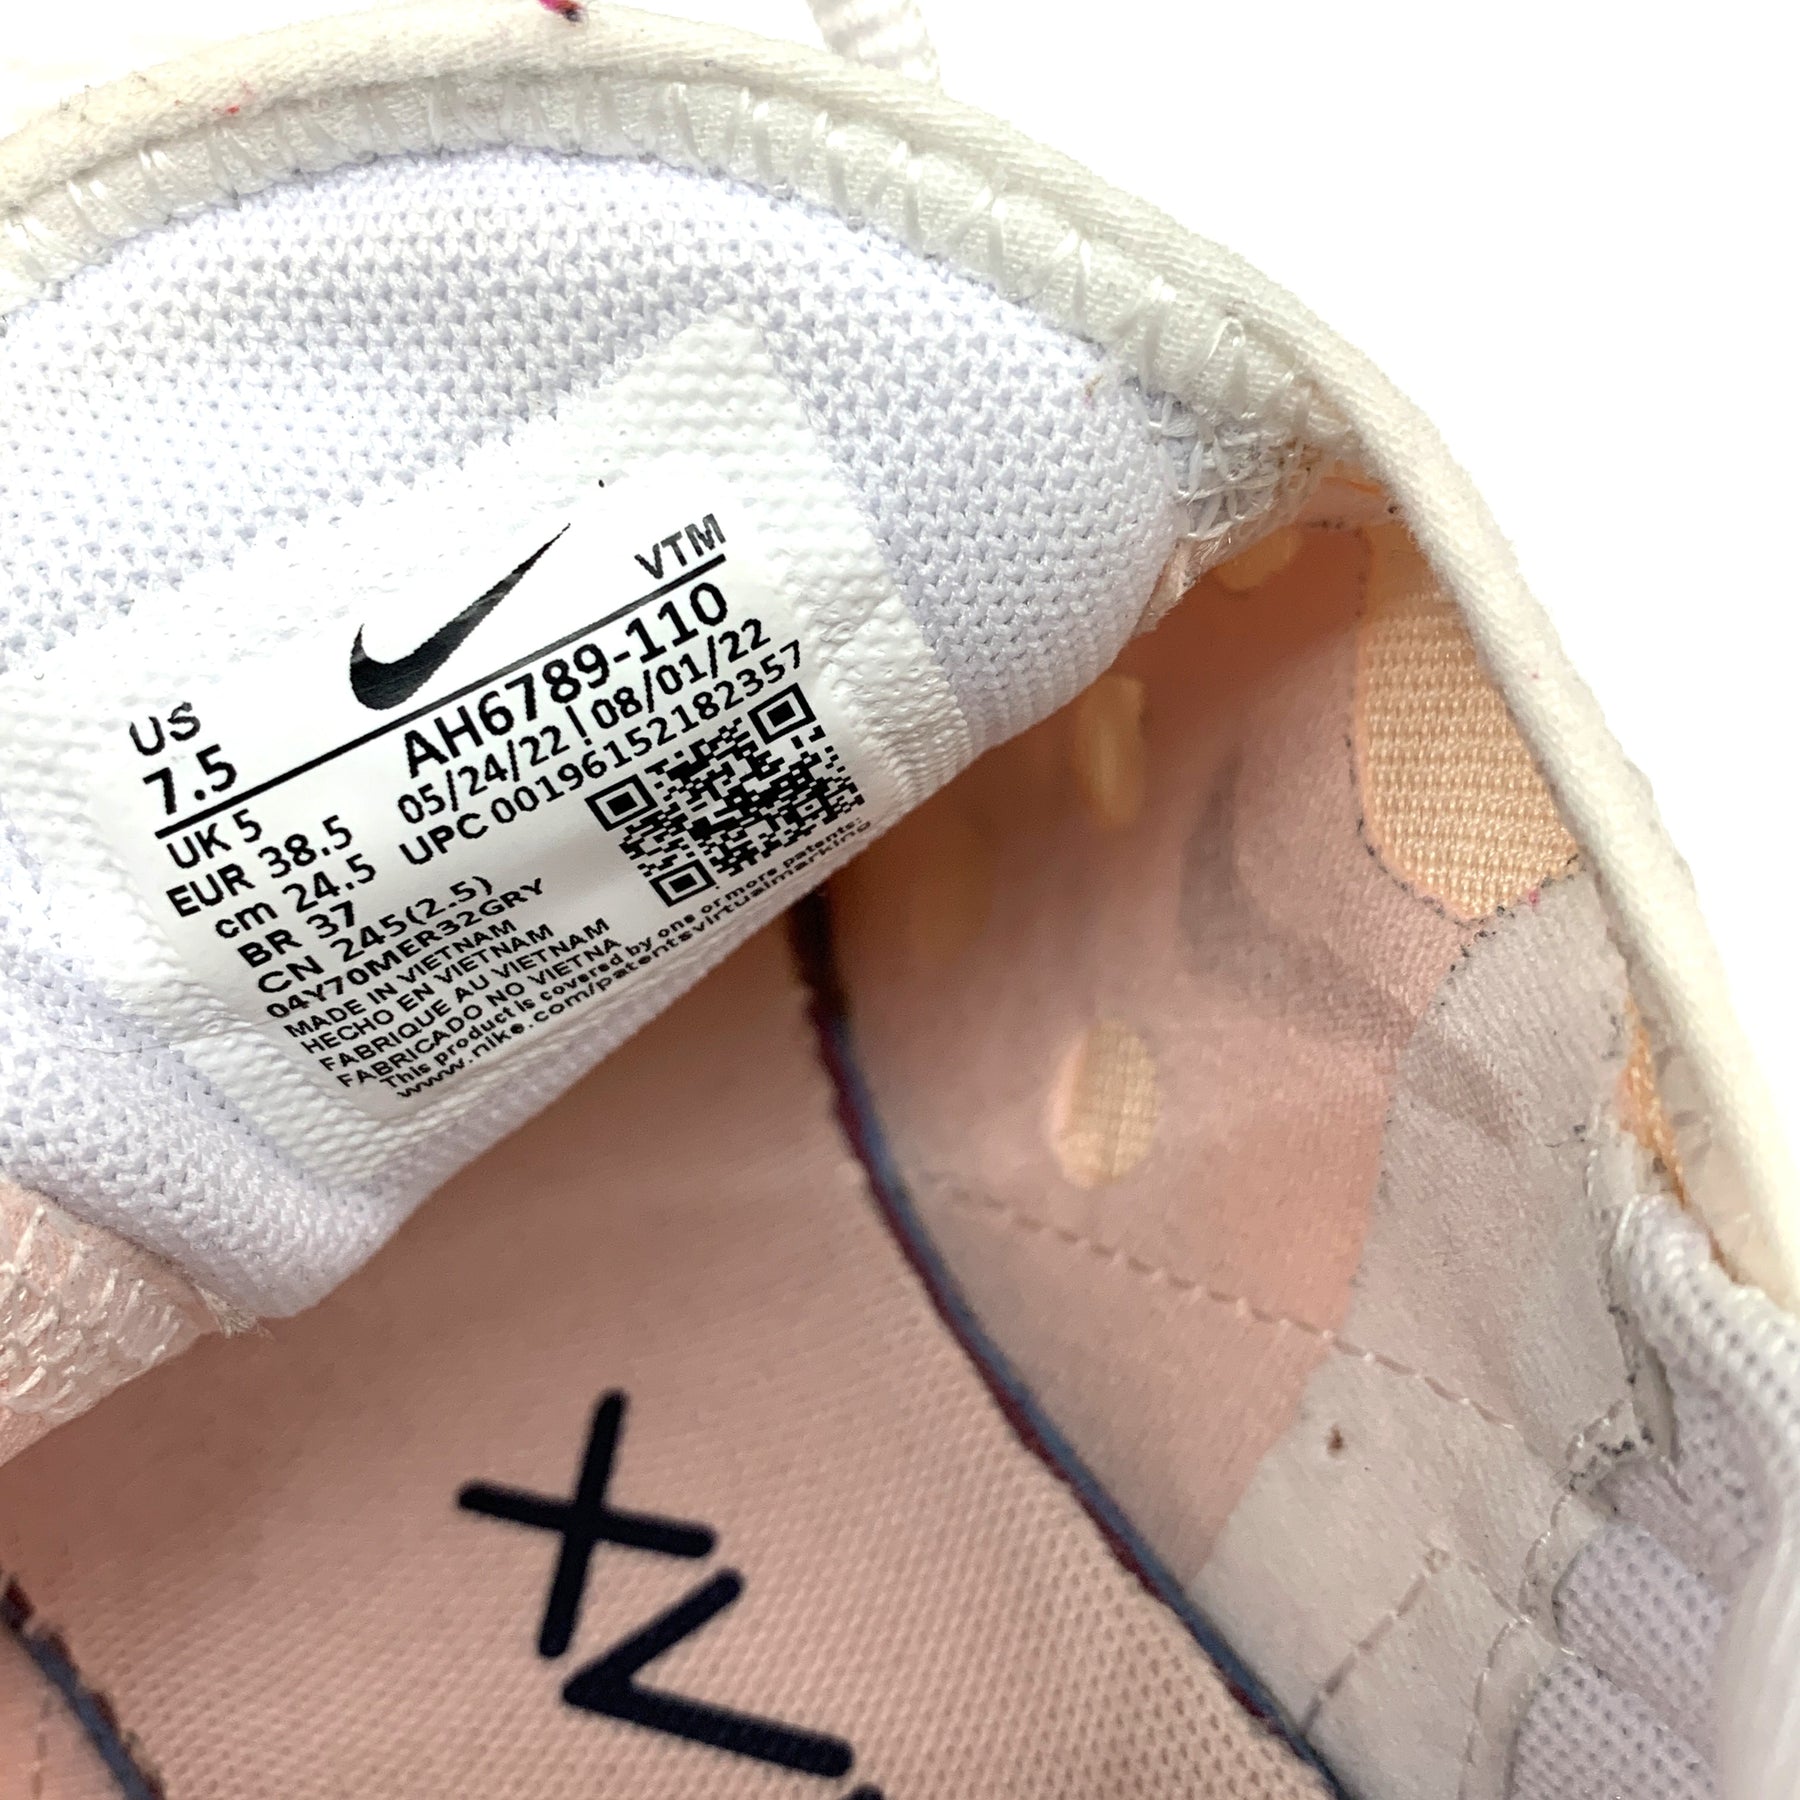 VTM
US
7.5
AH6789-110
05/24/22 | 08/01/22
UPC 00196152182357
UK 5
EUR 38.5
cm 24.5
BR 37
CN 245(2.5)
04Y70MER32GRY
MADE IN VIETNAM
HECHO EN VIETNAM
FABRIQUE AU VIETNAM
FABRICADO NO VIETNA
This product is covered by one or more patents:
www.nike.com/patentsvirtualmarking